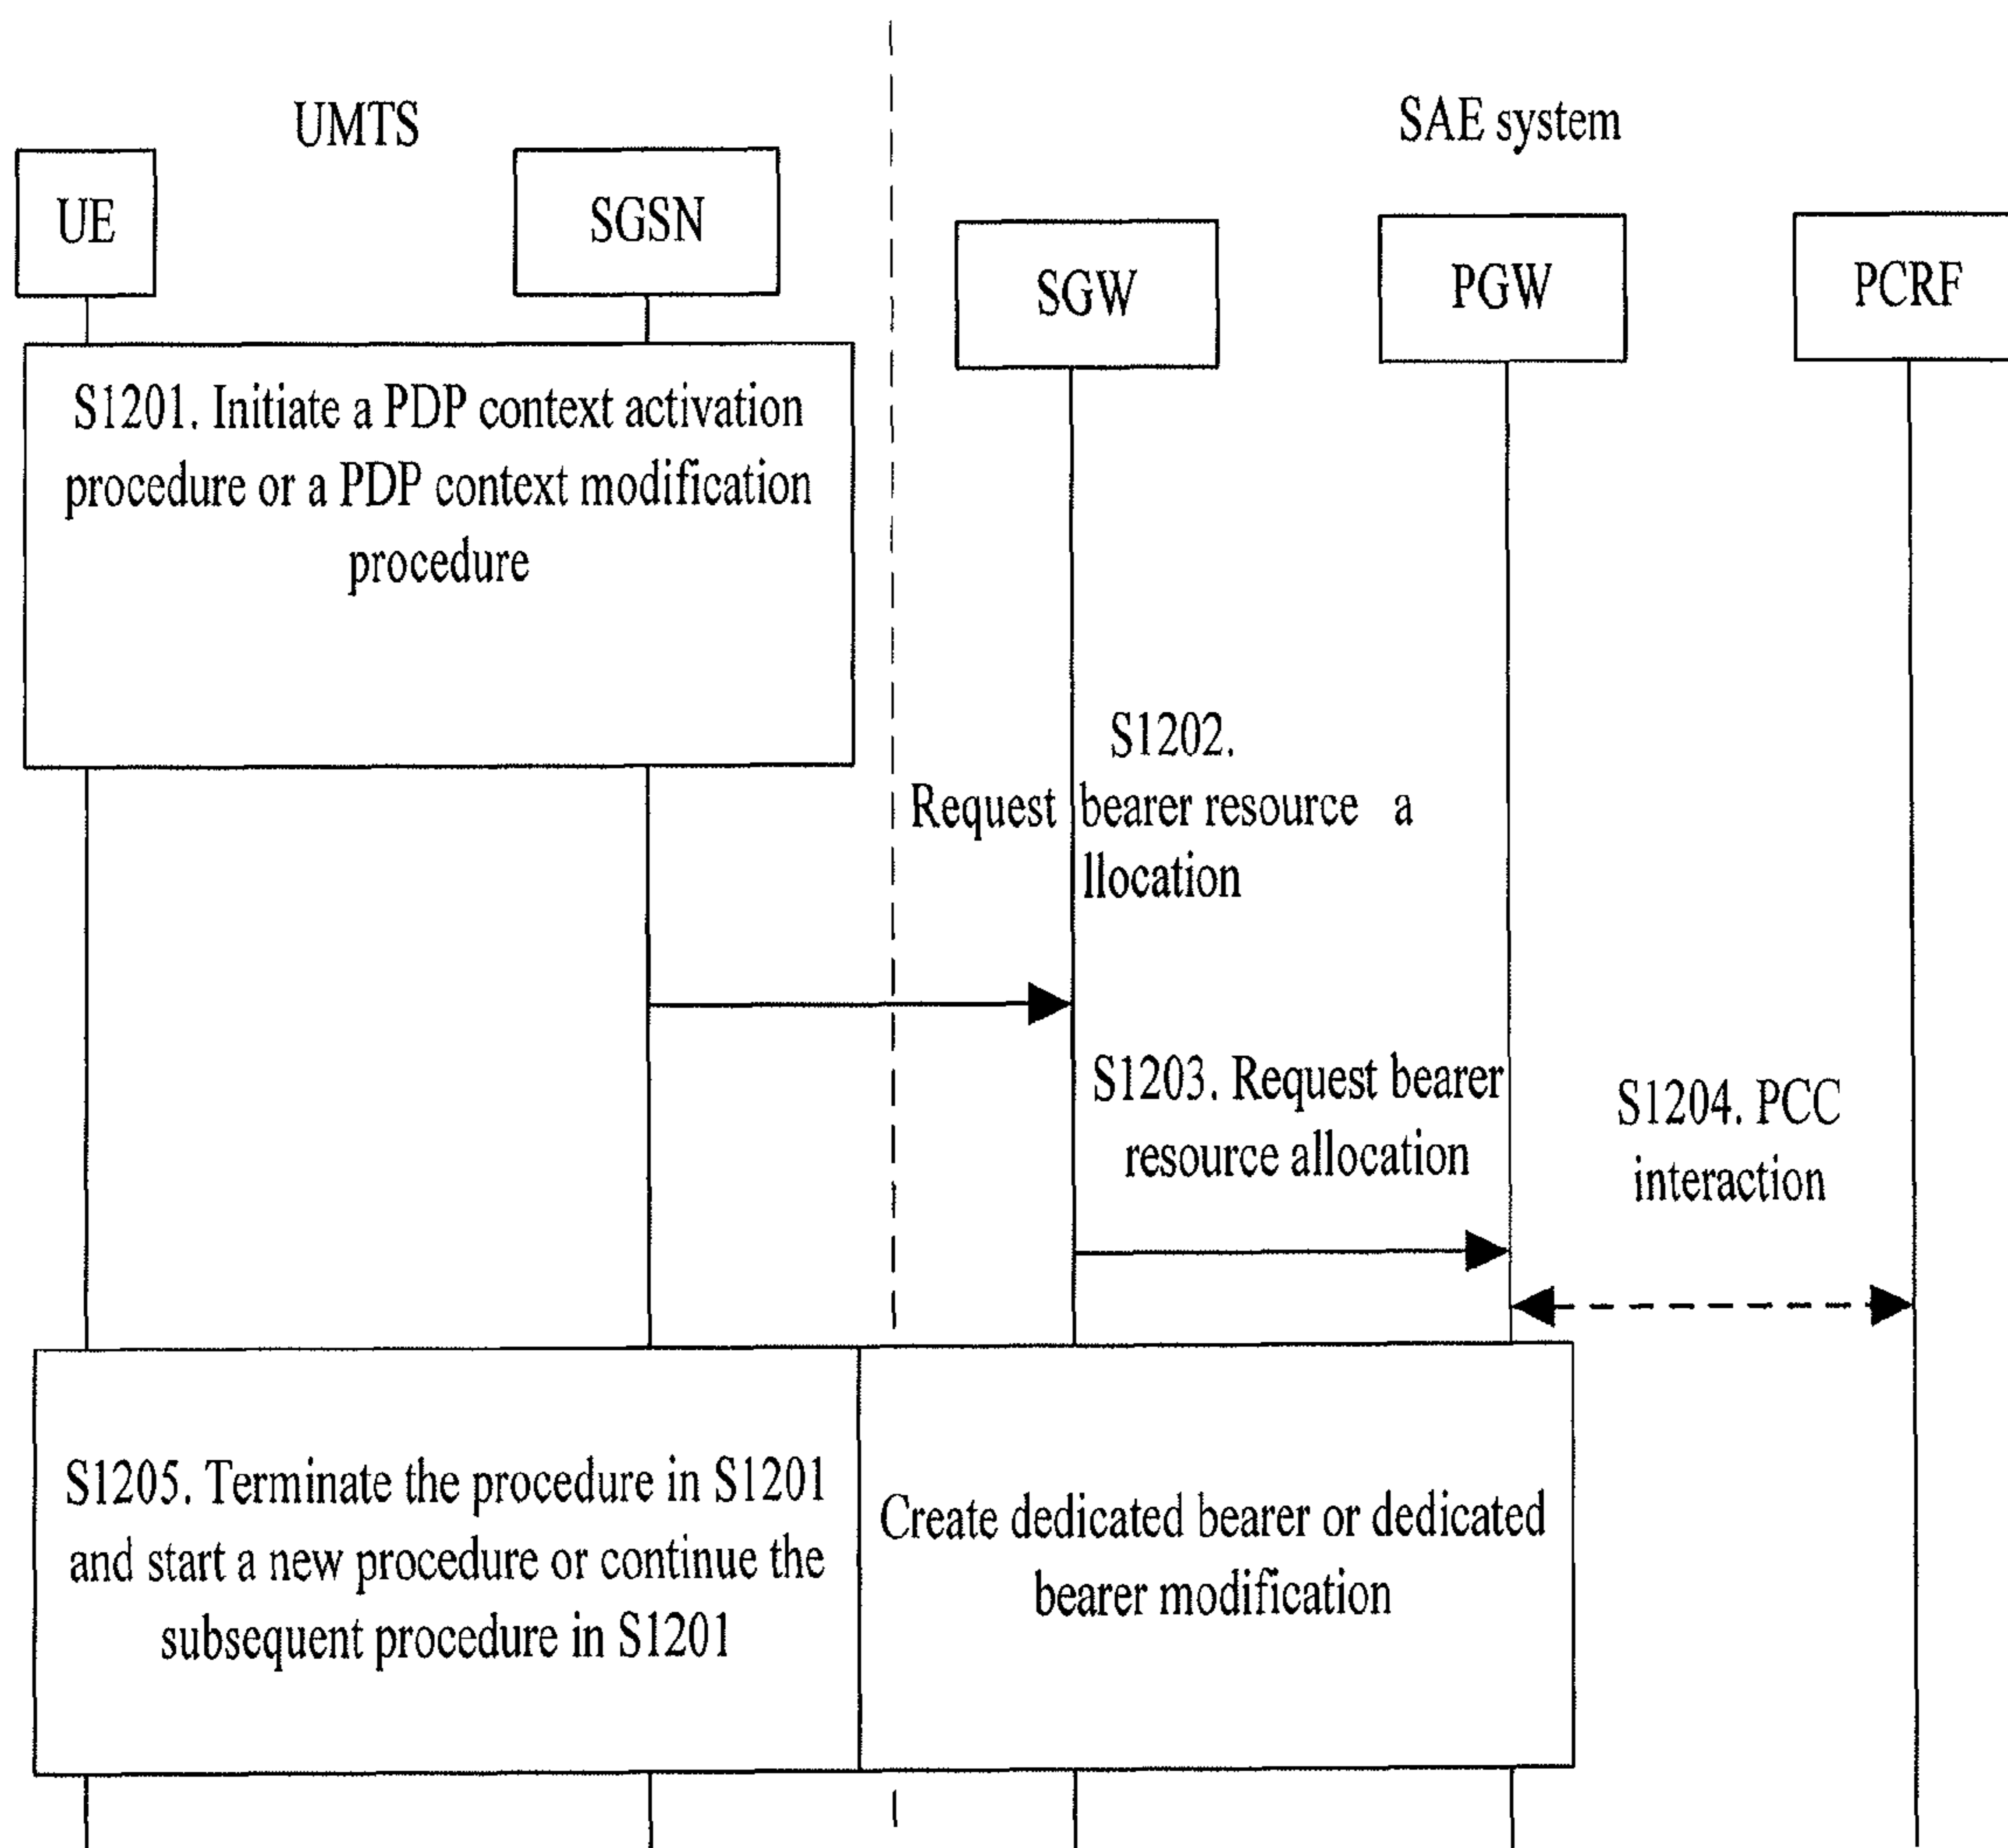 UMTS
SAE system
UE
SGSN
SGW
PGW
PCRF
S1201. Initiate a PDP context activation
procedure or a PDP context modification
procedure
S1202.
Request bearer resource a
llocation
S1203. Request bearer
resource allocation
S1204. PCC
interaction
S1205. Terminate the procedure in S1201
and start a new procedure or continue the
subsequent procedure in S1201
Create dedicated bearer or dedicated
bearer modification